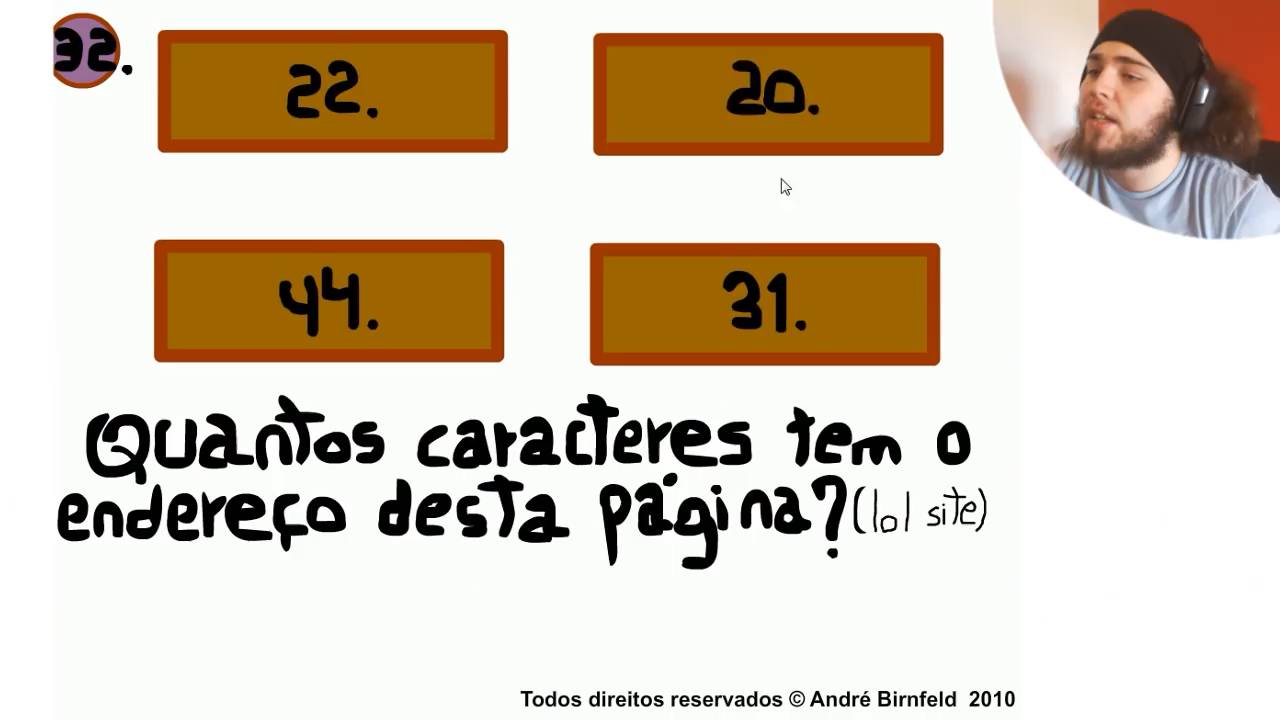 32.
22.
20.
44.
31.
Quantos caracteres tem o
endereço desta página? (lol site)
Todos direitos reservados © André Birnfeld 2010